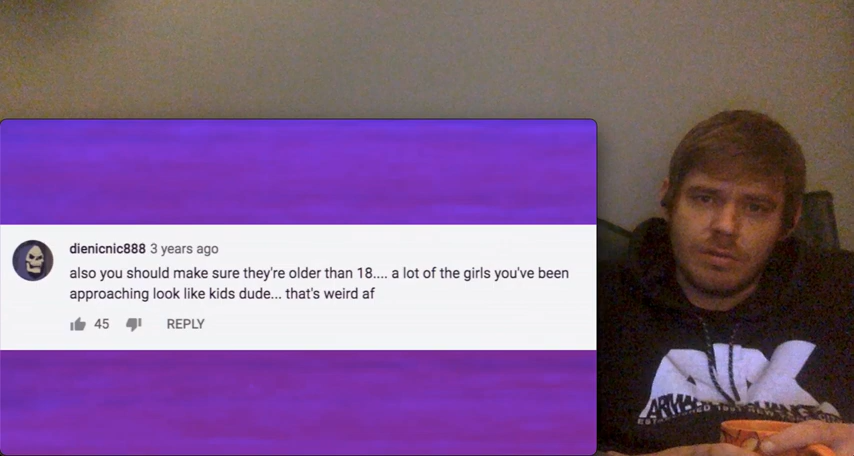 dienicnic888 3 years ago
also you should make sure they're older than 18.... a lot of the girls you've been
approaching look like kids dude... that's weird af
45 REPLY
A|X